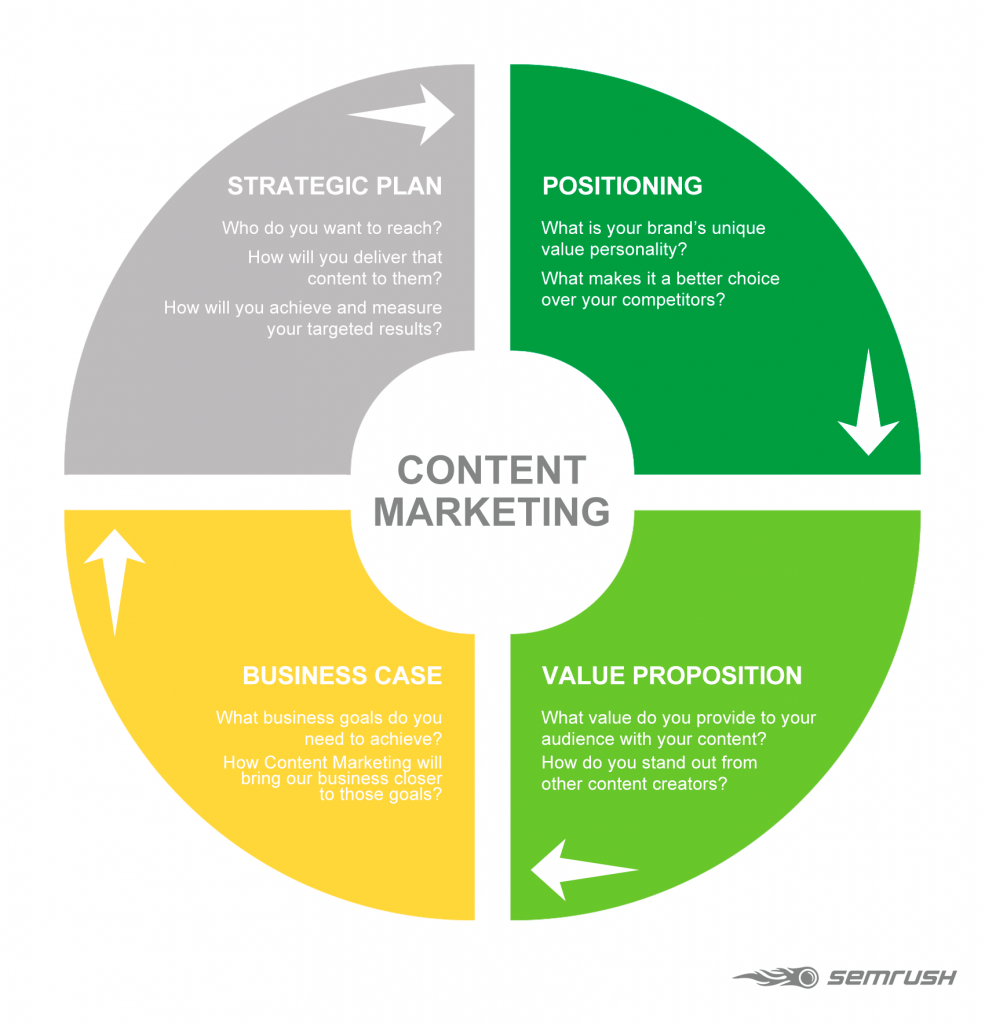 STRATEGIC PLAN
Who do you want to reach?
How will you deliver that
content to them?
How will you achieve and measure
your targeted results?
POSITIONING
What is your brand’s unique
value personality?
What makes it a better choice
over your competitors?
CONTENT
MARKETING
BUSINESS CASE
What business goals do you
need to achieve?
How Content Marketing will
bring our business closer
to those goals?
VALUE PROPOSITION
What value do you provide to your
audience with your content?
How do you stand out from
other content creators?
semrush